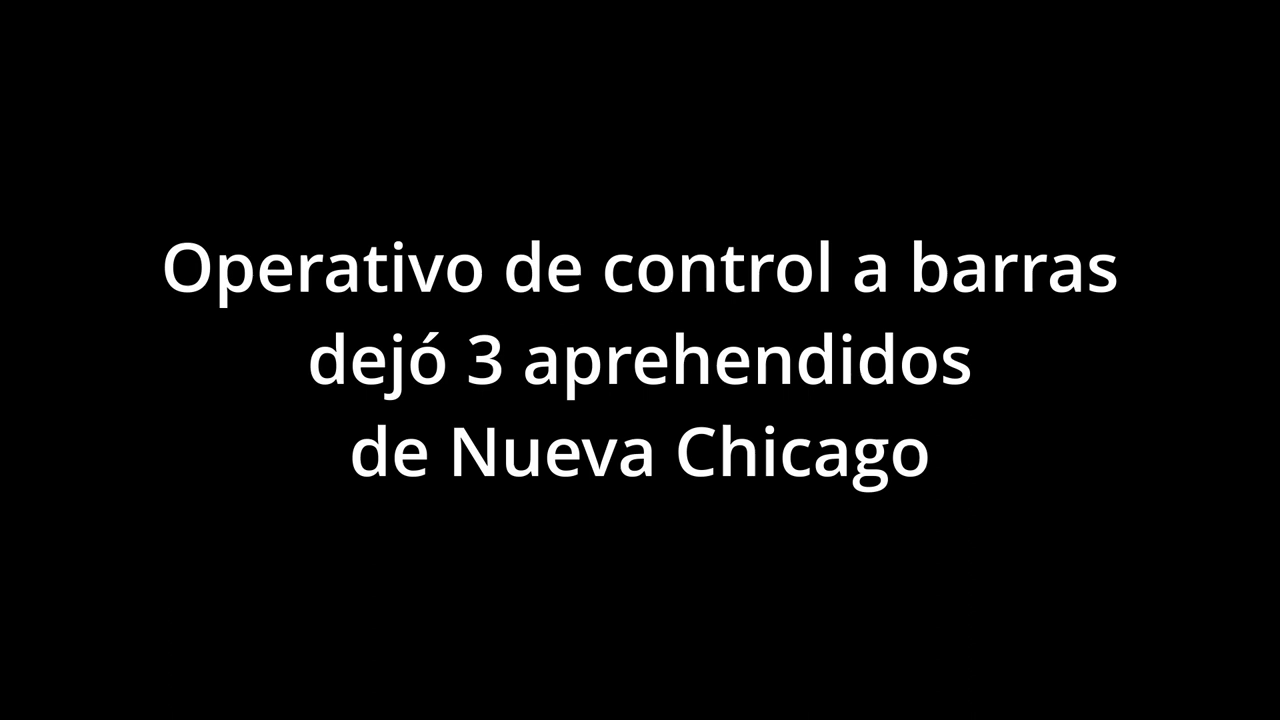 Operativo de control a barras
dejó 3 aprehendidos
de Nueva Chicago